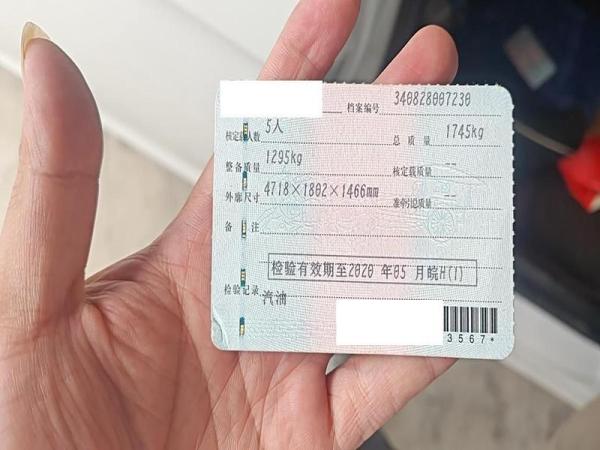 档案编号 340828007230
核定载人数 5人 总质量 1745kg
整备质量 1295kg 核定载质量 --
外廓尺寸 4718×1802×1466mm 准牵引总质量 --
备注
检验有效期至2020年05月皖H(1)
检验记录
汽油
3567*